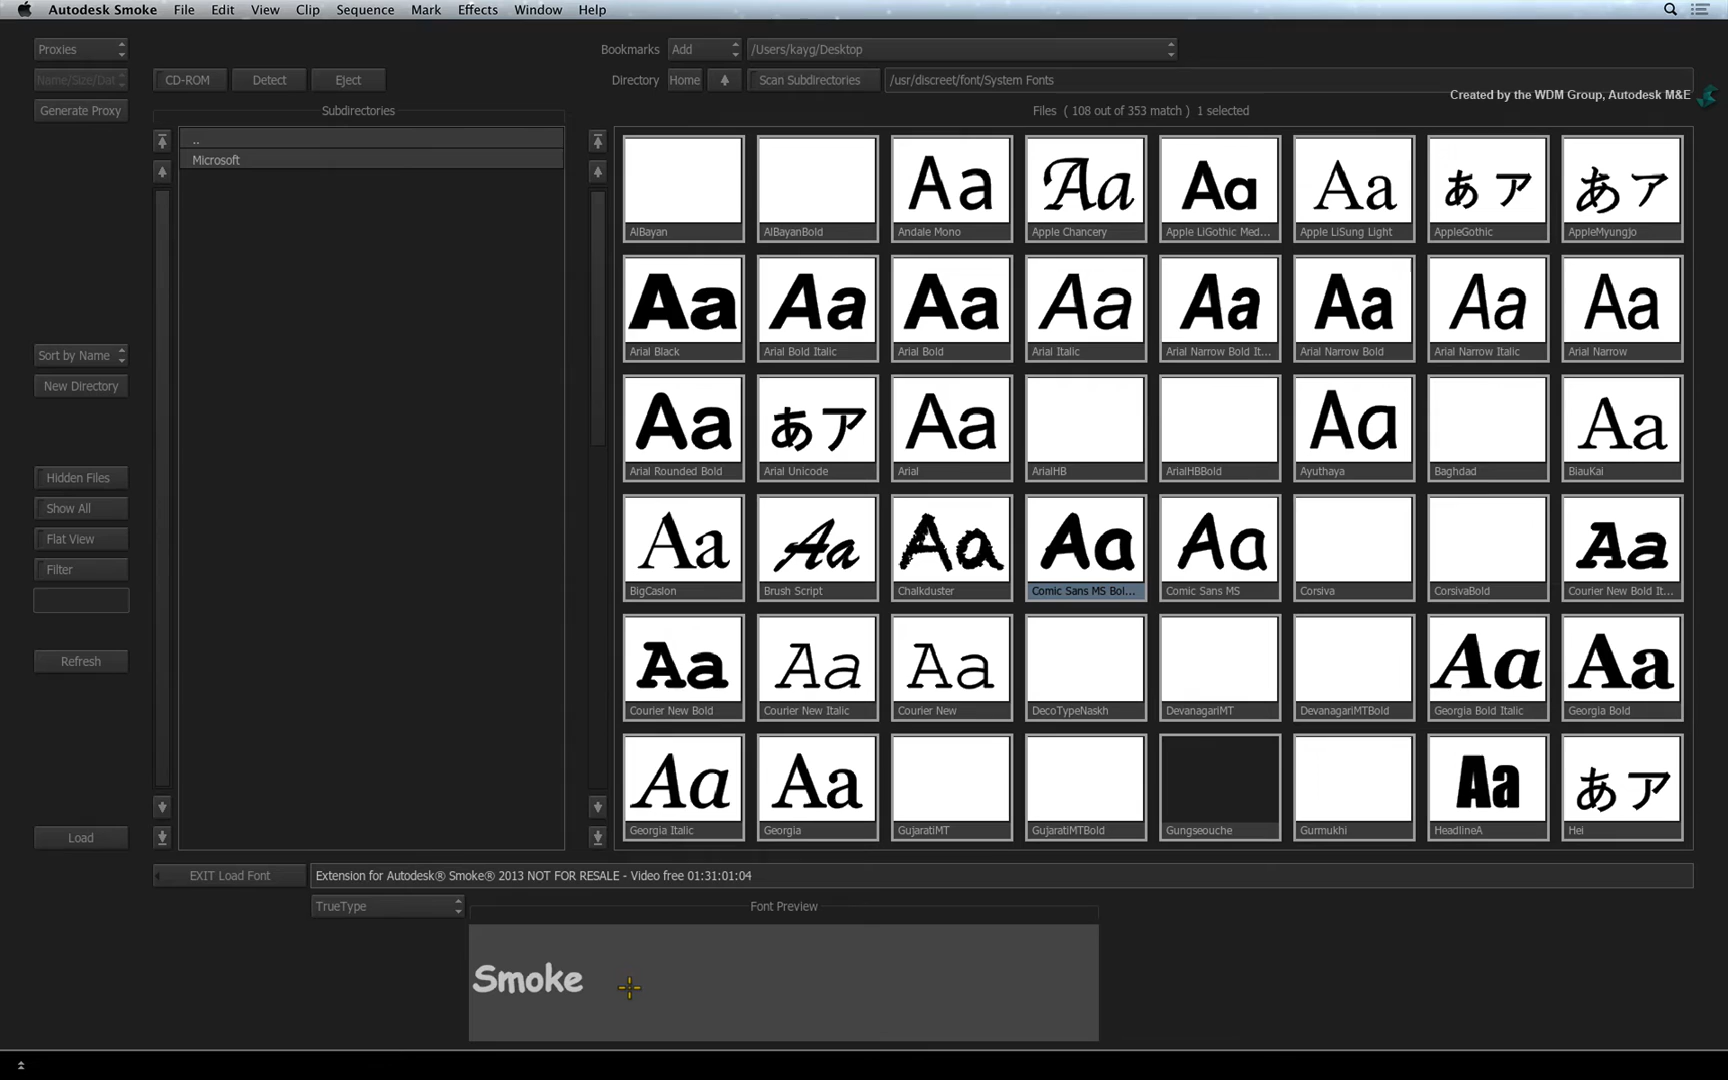 Autodesk Smoke File Edit View Clip Sequence Mark Effects Window Help
Proxies Bookmarks Add /Users/kayg/Desktop
Name/Size/Dat CD-ROM Detect Eject Directory Home Scan Subdirectories /usr/discreet/font/System Fonts
Created by the WDM Group, Autodesk M&E
Generate Proxy Subdirectories Files ( 108 out of 353 match ) 1 selected
..
Microsoft
Aa Aa Aa Aa あア あア
AlBayan AlBayanBold Andale Mono Apple Chancery Apple LiGothic Med... Apple LiSung Light AppleGothic AppleMyungjo
Aa Aa Aa Aa Aa Aa Aa Aa
Arial Black Arial Bold Italic Arial Bold Arial Italic Arial Narrow Bold It... Arial Narrow Bold Arial Narrow Italic Arial Narrow
Sort by Name
New Directory
Aa あア Aa Aa Aa
Arial Rounded Bold Arial Unicode Arial ArialHB ArialHBBold Ayuthaya Baghdad BiauKai
Hidden Files
Show All
Flat View
Filter
Aa Aa Aa Aa Aa Aa
BigCaslon Brush Script Chalkduster Comic Sans MS Bol... Comic Sans MS Corsiva CorsivaBold Courier New Bold It...
Refresh
Aa Aa Aa Aa Aa
Courier New Bold Courier New Italic Courier New DecoTypeNaskh DevanagariMT DevanagariMTBold Georgia Bold Italic Georgia Bold
Aa Aa Aa あア
Georgia Italic Georgia GujaratiMT GujaratiMTBold Gungseouche Gurmukhi HeadlineA Hei
Load
EXIT Load Font Extension for Autodesk® Smoke® 2013 NOT FOR RESALE - Video free 01:31:01:04
TrueType Font Preview
Smoke